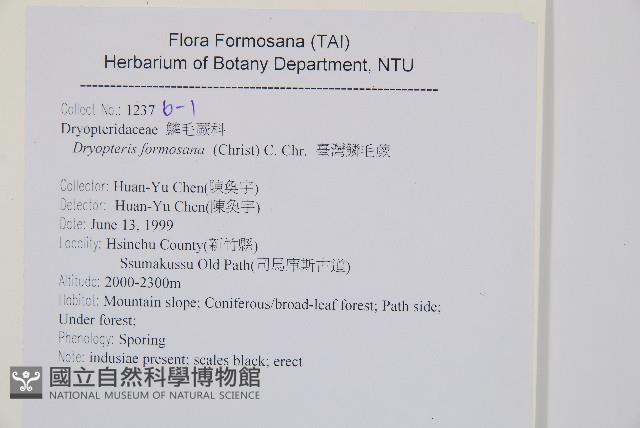 Flora Formosana (TAI)
Herbarium of Botany Department, NTU
Collect No.: 1237 6-1
Dryopteridaceae 鱗毛蕨科
Dryopteris formosana (Christ) C. Chr. 臺灣鱗毛蕨
Collector: Huan-Yu Chen(陳奐宇)
Detector: Huan-Yu Chen(陳奐宇)
Date: June 13, 1999
Locality: Hsinchu County(新竹縣)
Ssumakussu Old Path(司馬庫斯古道)
Altitude: 2000-2300m
Habitat: Mountain slope; Coniferous/broad-leaf forest; Path side;
Under forest;
Phenology: Sporing
Note: indusiae present; scales black; erect
國立自然科學博物館
NATIONAL MUSEUM OF NATURAL SCIENCE